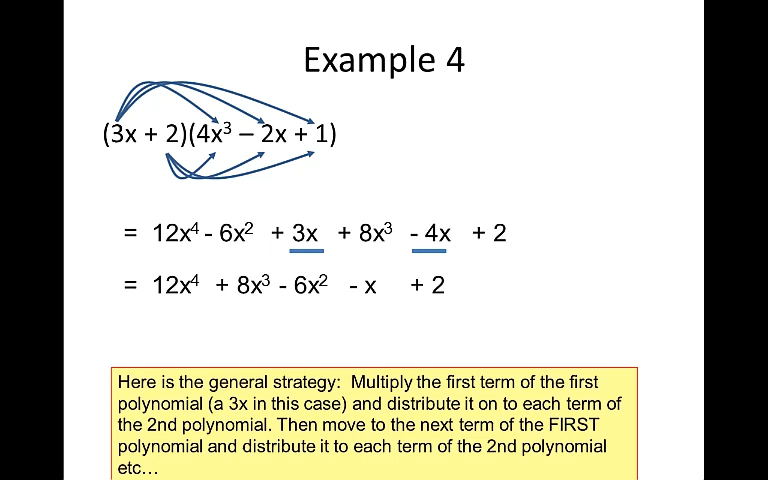 Example 4
(3x + 2)(4x³ – 2x + 1)
= 12x⁴ - 6x² + 3x + 8x³ - 4x + 2
= 12x⁴ + 8x³ - 6x² - x + 2
Here is the general strategy: Multiply the first term of the first
polynomial (a 3x in this case) and distribute it on to each term of
the 2nd polynomial. Then move to the next term of the FIRST
polynomial and distribute it to each term of the 2nd polynomial
etc…